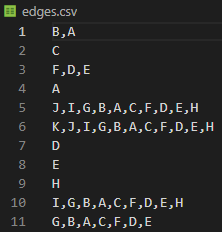 edges.csv
1 B,A
2 C
3 F,D,E
4 A
5 J,I,G,B,A,C,F,D,E,H
6 K,J,I,G,B,A,C,F,D,E,H
7 D
8 E
9 H
10 I,G,B,A,C,F,D,E,H
11 G,B,A,C,F,D,E